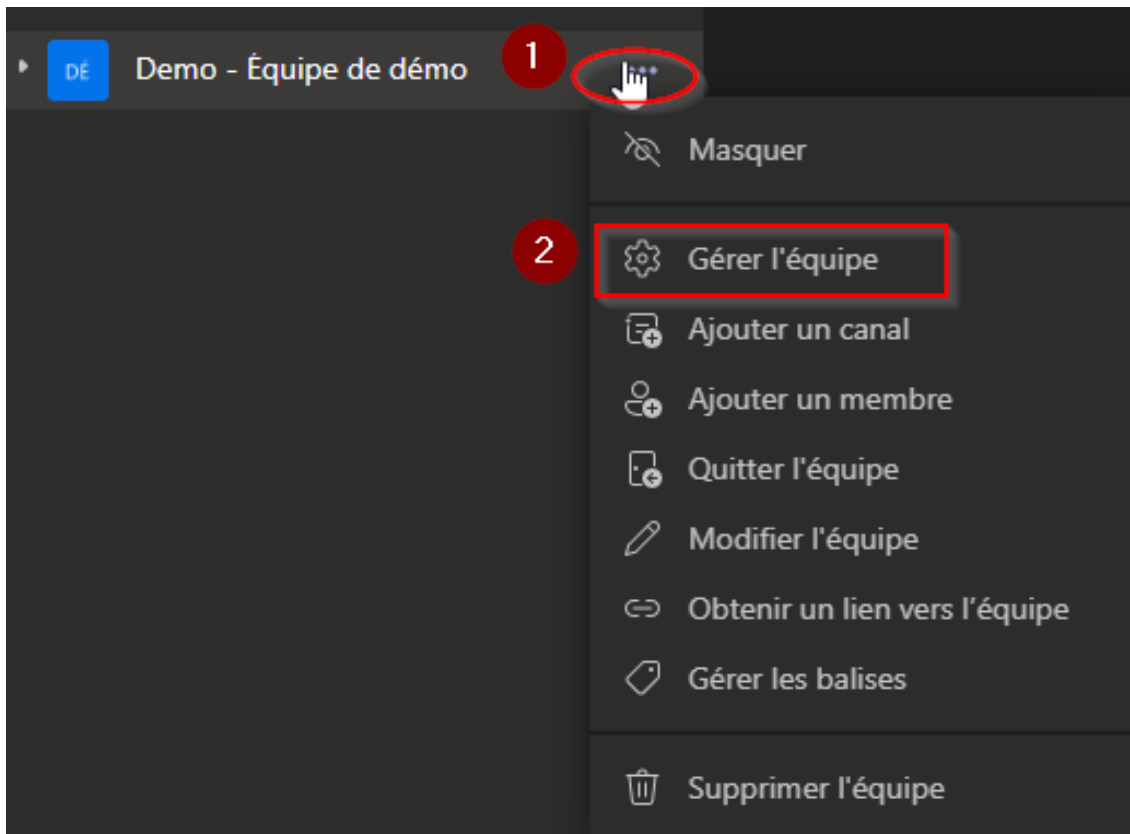 DÉ Demo - Équipe de démo 1 ...
Masquer
2 Gérer l'équipe
Ajouter un canal
Ajouter un membre
Quitter l'équipe
Modifier l'équipe
Obtenir un lien vers l’équipe
Gérer les balises
Supprimer l'équipe